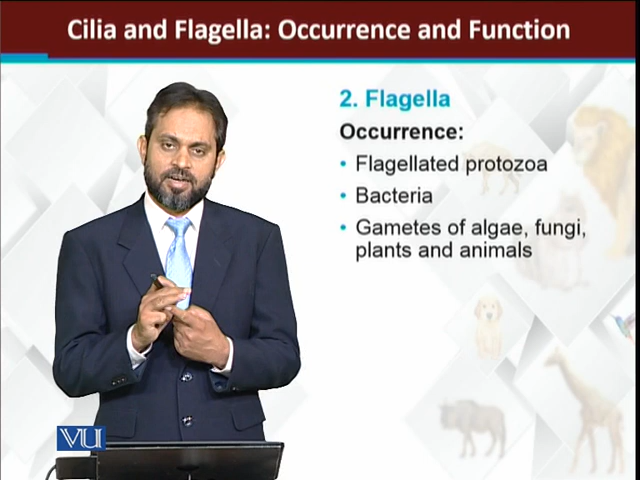 Cilia and Flagella: Occurrence and Function
2. Flagella
Occurrence:
• Flagellated protozoa
• Bacteria
• Gametes of algae, fungi,
plants and animals
VU